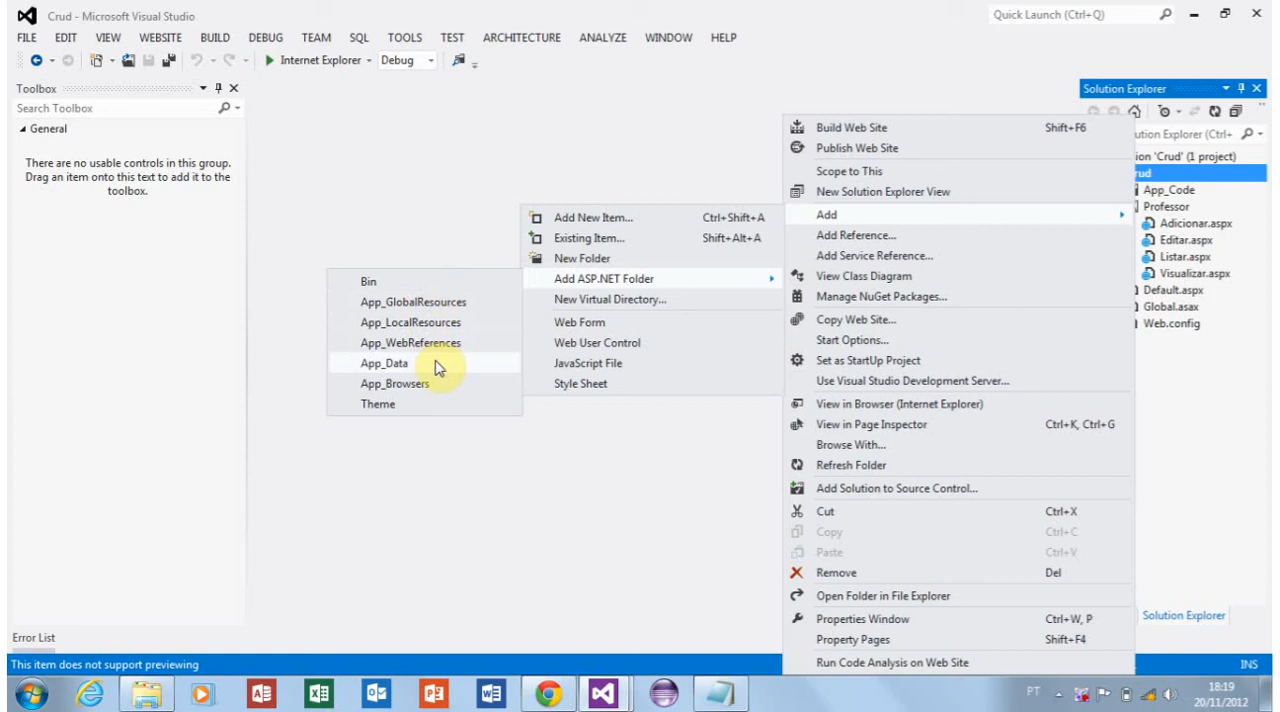 Crud - Microsoft Visual Studio
Quick Launch (Ctrl+Q)
FILE EDIT VIEW WEBSITE BUILD DEBUG TEAM SQL TOOLS TEST ARCHITECTURE ANALYZE WINDOW HELP
Internet Explorer Debug
Toolbox
Search Toolbox
General
There are no usable controls in this group.
Drag an item onto this text to add it to the
toolbox.
Error List
Bin
App_GlobalResources
App_LocalResources
App_WebReferences
App_Data
App_Browsers
Theme
Add New Item... Ctrl+Shift+A
Existing Item... Shift+Alt+A
New Folder
Add ASP.NET Folder
New Virtual Directory...
Web Form
Web User Control
JavaScript File
Style Sheet
Build Web Site Shift+F6
Publish Web Site
Scope to This
New Solution Explorer View
Add
Add Reference...
Add Service Reference...
View Class Diagram
Manage NuGet Packages...
Copy Web Site...
Start Options...
Set as StartUp Project
Use Visual Studio Development Server...
View in Browser (Internet Explorer)
View in Page Inspector Ctrl+K, Ctrl+G
Browse With...
Refresh Folder
Add Solution to Source Control...
Cut Ctrl+X
Copy Ctrl+C
Paste Ctrl+V
Remove Del
Open Folder in File Explorer
Properties Window Ctrl+W, P
Property Pages Shift+F4
Run Code Analysis on Web Site
Solution Explorer
ution Explorer (Ctrl+
ion 'Crud' (1 project)
rud
App_Code
Professor
Adicionar.aspx
Editar.aspx
Listar.aspx
Visualizar.aspx
Default.aspx
Global.asax
Web.config
Solution Explorer
This item does not support previewing
INS
PT
18:19
20/11/2012